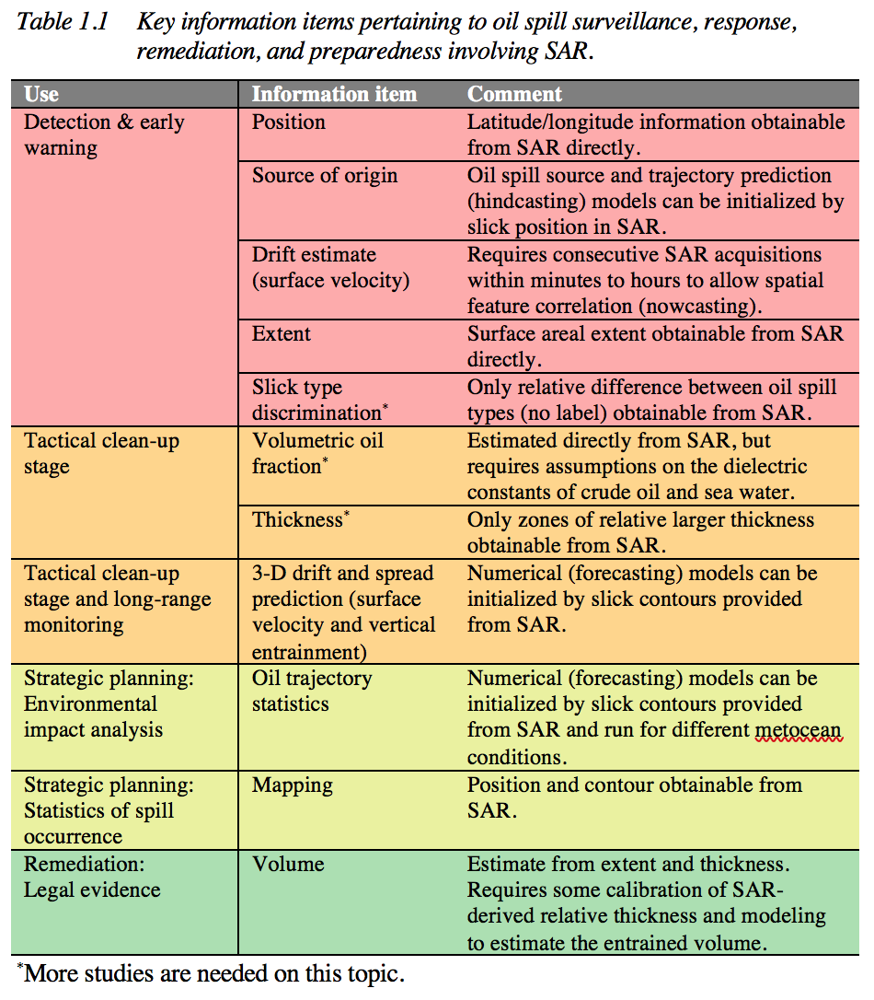 Table 1.1 Key information items pertaining to oil spill surveillance, response,
remediation, and preparedness involving SAR.
Use Information item Comment
Detection & early Position Latitude/longitude information obtainable
warning from SAR directly.
Source of origin Oil spill source and trajectory prediction
(hindcasting) models can be initialized by
slick position in SAR.
Drift estimate Requires consecutive SAR acquisitions
(surface velocity) within minutes to hours to allow spatial
feature correlation (nowcasting).
Extent Surface areal extent obtainable from SAR
directly.
Slick type Only relative difference between oil spill
discrimination* types (no label) obtainable from SAR.
Tactical clean-up Volumetric oil Estimated directly from SAR, but
stage fraction* requires assumptions on the dielectric
constants of crude oil and sea water.
Thickness* Only zones of relative larger thickness
obtainable from SAR.
Tactical clean-up 3-D drift and spread Numerical (forecasting) models can be
stage and long-range prediction (surface initialized by slick contours provided
monitoring velocity and vertical from SAR.
entrainment)
Strategic planning: Oil trajectory Numerical (forecasting) models can be
Environmental statistics initialized by slick contours provided
impact analysis from SAR and run for different metocean
conditions.
Strategic planning: Mapping Position and contour obtainable from
Statistics of spill SAR.
occurrence
Remediation: Volume Estimate from extent and thickness.
Legal evidence Requires some calibration of SAR-
derived relative thickness and modeling
to estimate the entrained volume.
*More studies are needed on this topic.